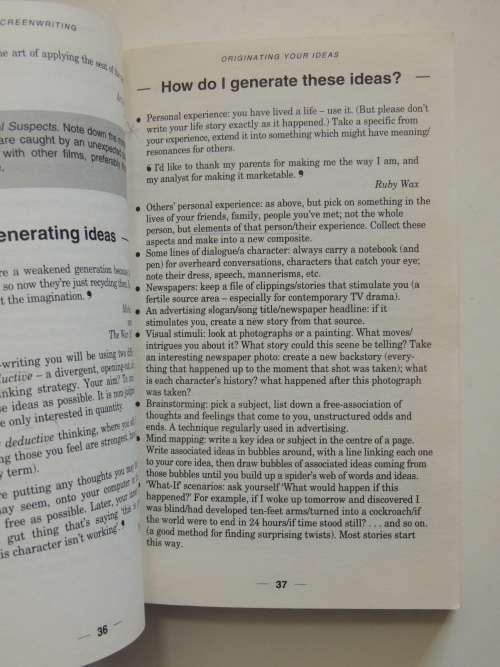 CREENWRITING
ne art of applying the seat of the
al Suspects. Note down the
are caught by an unexpected
with other films, preferably
enerating ideas –
re a weakened generation because
so now they're just recycling them.
t the imagination. ❜
The
-writing you will be using two
uctive – a divergent, opening-out
inking strategy. Your aim? To
e ideas as possible. It is non-
e only interested in quantity.
deductive thinking, where you
ng those you feel are strongest,
y term).
re putting any thoughts you
ay seem, onto your computer
free as possible. Later, your
gut thing that's saying 'this
is character isn't working'. ❜
— 36 —
ORIGINATING YOUR IDEAS
— How do I generate these ideas? —
● Personal experience: you have lived a life – use it. (But please don't
write your life story exactly as it happened.) Take a specific from
your experience, extend it into something which might have meaning/
resonances for others.
❛ I'd like to thank my parents for making me the way I am, and
my analyst for making it marketable. ❜
Ruby Wax
● Others' personal experience: as above, but pick on something in the
lives of your friends, family, people you've met; not the whole
person, but elements of that person/their experience. Collect these
aspects and make into a new composite.
● Some lines of dialogue/a character: always carry a notebook (and
pen) for overheard conversations, characters that catch your eye;
note their dress, speech, mannerisms, etc.
● Newspapers: keep a file of clippings/stories that stimulate you (a
fertile source area – especially for contemporary TV drama).
● An advertising slogan/song title/newspaper headline: if it
stimulates you, create a new story from that source.
● Visual stimuli: look at photographs or a painting. What moves/
intrigues you about it? What story could this scene be telling? Take
an interesting newspaper photo: create a new backstory (every-
thing that happened up to the moment that shot was taken); what
is each character's history? what happened after this photograph
was taken?
● Brainstorming: pick a subject, list down a free-association of
thoughts and feelings that come to you, unstructured odds and
ends. A technique regularly used in advertising.
● Mind mapping: write a key idea or subject in the centre of a page.
Write associated ideas in bubbles around, with a line linking each one
to your core idea, then draw bubbles of associated ideas coming from
those bubbles until you build up a spider's web of words and ideas.
● 'What-If' scenarios: ask yourself 'What would happen if this
happened?' For example, if I woke up tomorrow and discovered I
was blind/had developed ten-feet arms/turned into a cockroach/if
the world were to end in 24 hours/if time stood still? . . . and so on.
(a good method for finding surprising twists). Most stories start
this way.
— 37 —